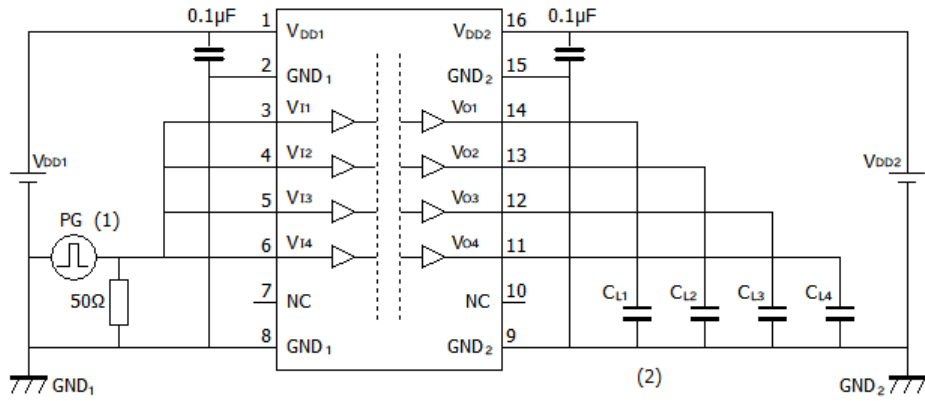 0.1μF 1 16 0.1μF
VDD1 VDD2
2 15
GND1 GND2
3 14
VI1 VO1
4 13
VDD1 VI2 VO2 VDD2
5 12
VI3 VO3
PG (1)
6 11
VI4 VO4
7 10
50Ω NC NC CL1 CL2 CL3 CL4
8 9
GND1 GND2
GND1 (2) GND2